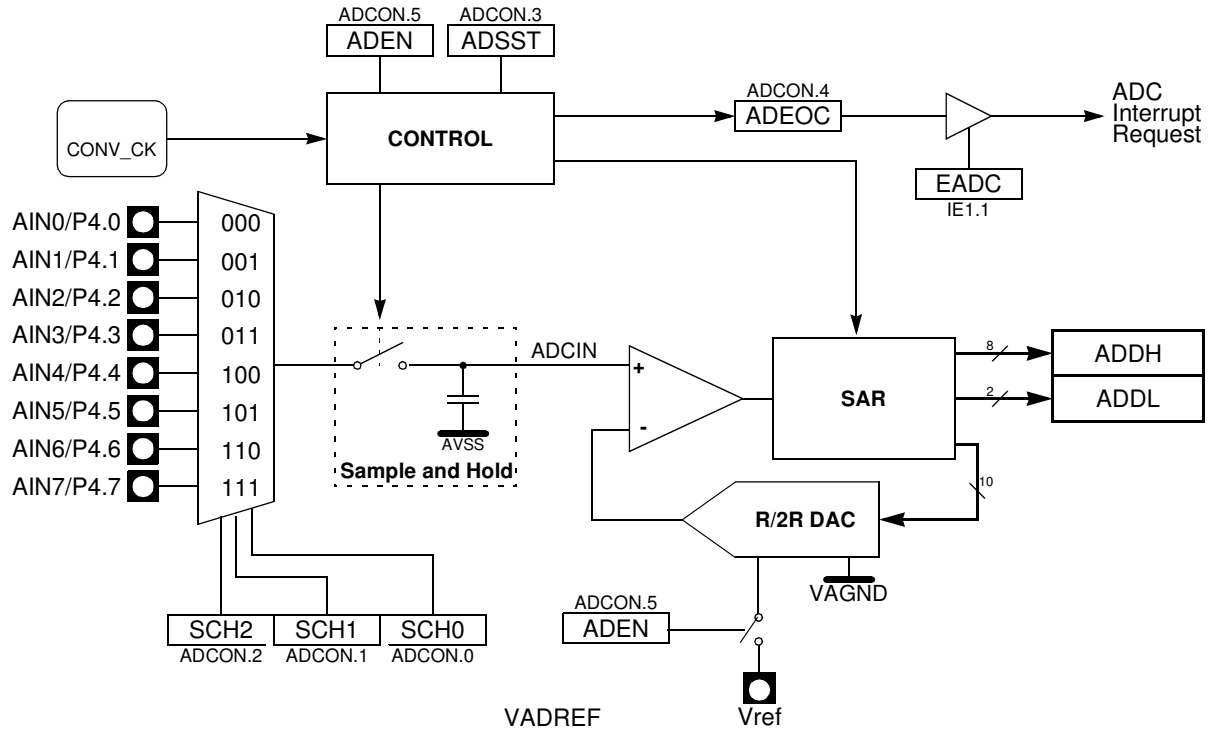 ADCON.5
ADEN
ADCON.3
ADSST
CONV_CK
CONTROL
ADCON.4
ADEOC
ADC
Interrupt
Request
EADC
IE1.1
AIN0/P4.0
000
AIN1/P4.1
001
AIN2/P4.2
010
AIN3/P4.3
011
AIN4/P4.4
100
AIN5/P4.5
101
AIN6/P4.6
110
AIN7/P4.7
111
AVSS
Sample and Hold
ADCIN
+
-
SAR
8
ADDH
2
ADDL
10
R/2R DAC
VAGND
SCH2
ADCON.2
SCH1
ADCON.1
SCH0
ADCON.0
ADCON.5
ADEN
VADREF
Vref